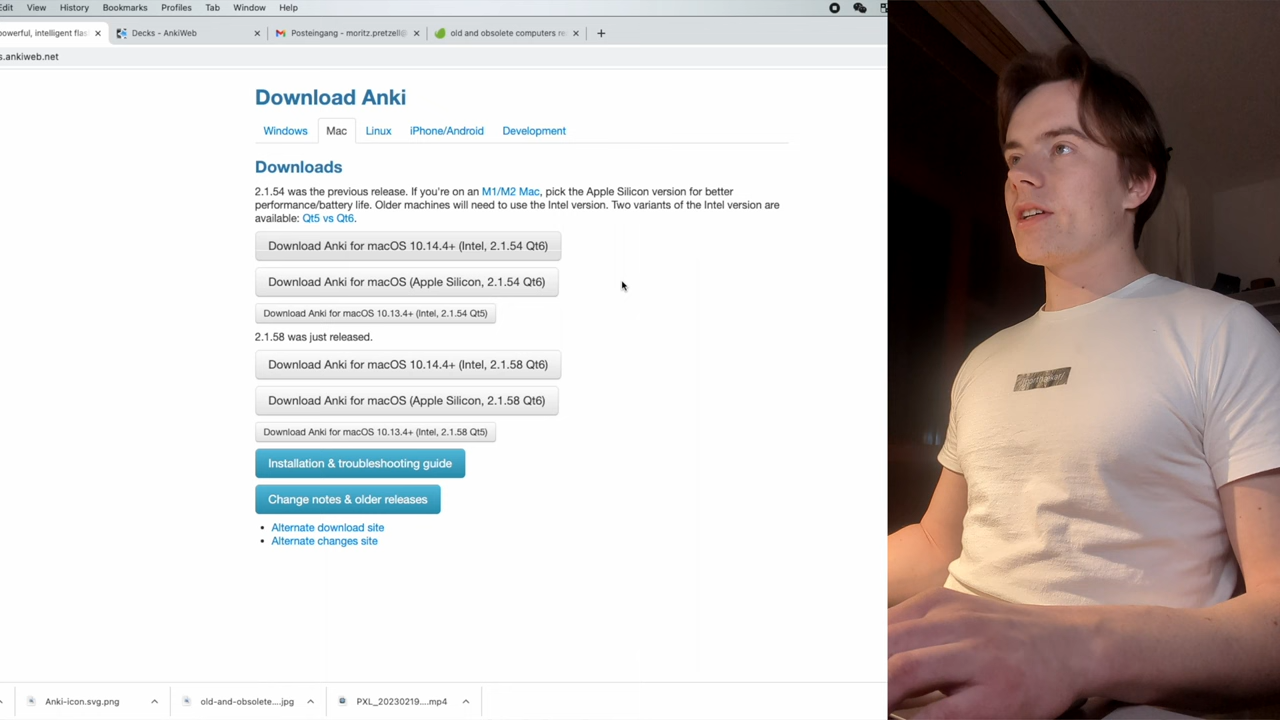 Edit View History Bookmarks Profiles Tab Window Help
powerful, intelligent flas Decks - AnkiWeb Posteingang - moritz.pretzell@ old and obsolete computers re
s.ankiweb.net
Download Anki
Windows Mac Linux iPhone/Android Development
Downloads
2.1.54 was the previous release. If you're on an M1/M2 Mac, pick the Apple Silicon version for better
performance/battery life. Older machines will need to use the Intel version. Two variants of the Intel version are
available: Qt5 vs Qt6.
Download Anki for macOS 10.14.4+ (Intel, 2.1.54 Qt6)
Download Anki for macOS (Apple Silicon, 2.1.54 Qt6)
Download Anki for macOS 10.13.4+ (Intel, 2.1.54 Qt5)
2.1.58 was just released.
Download Anki for macOS 10.14.4+ (Intel, 2.1.58 Qt6)
Download Anki for macOS (Apple Silicon, 2.1.58 Qt6)
Download Anki for macOS 10.13.4+ (Intel, 2.1.58 Qt5)
Installation & troubleshooting guide
Change notes & older releases
• Alternate download site
• Alternate changes site
Anki-icon.svg.png old-and-obsolete....jpg PXL_20230219....mp4